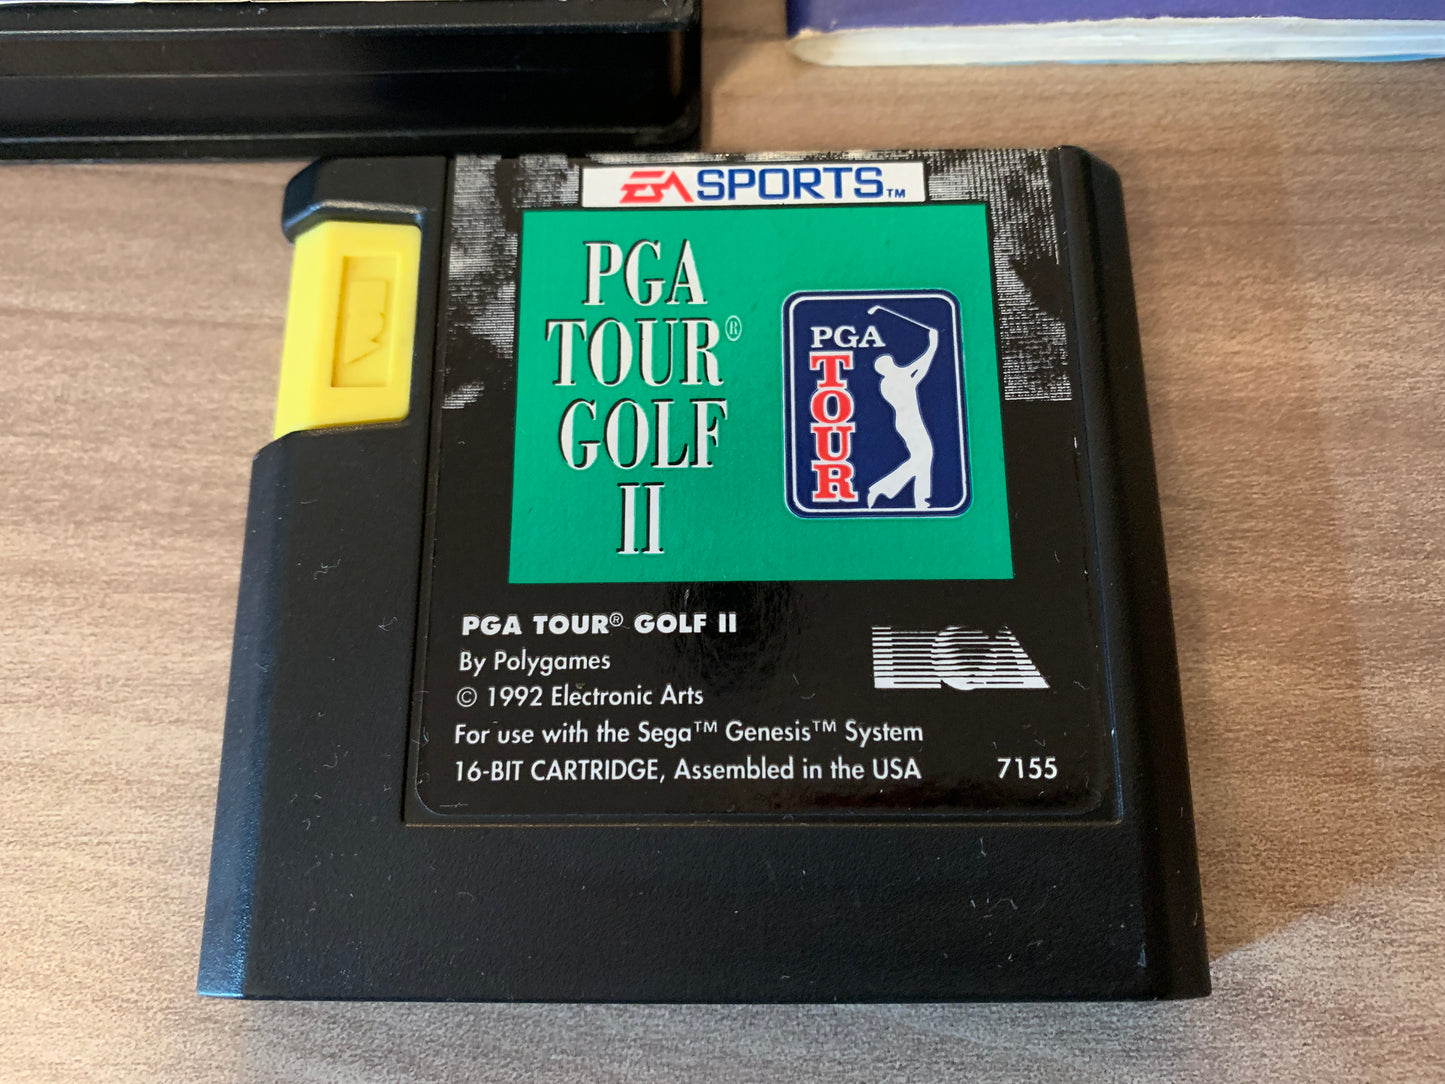 EA SPORTS™
PGA
TOUR®
GOLF
II
PGA
TOUR
PGA TOUR® GOLF II
By Polygames
© 1992 Electronic Arts
For use with the Sega™ Genesis™ System
16-BIT CARTRIDGE, Assembled in the USA 7155